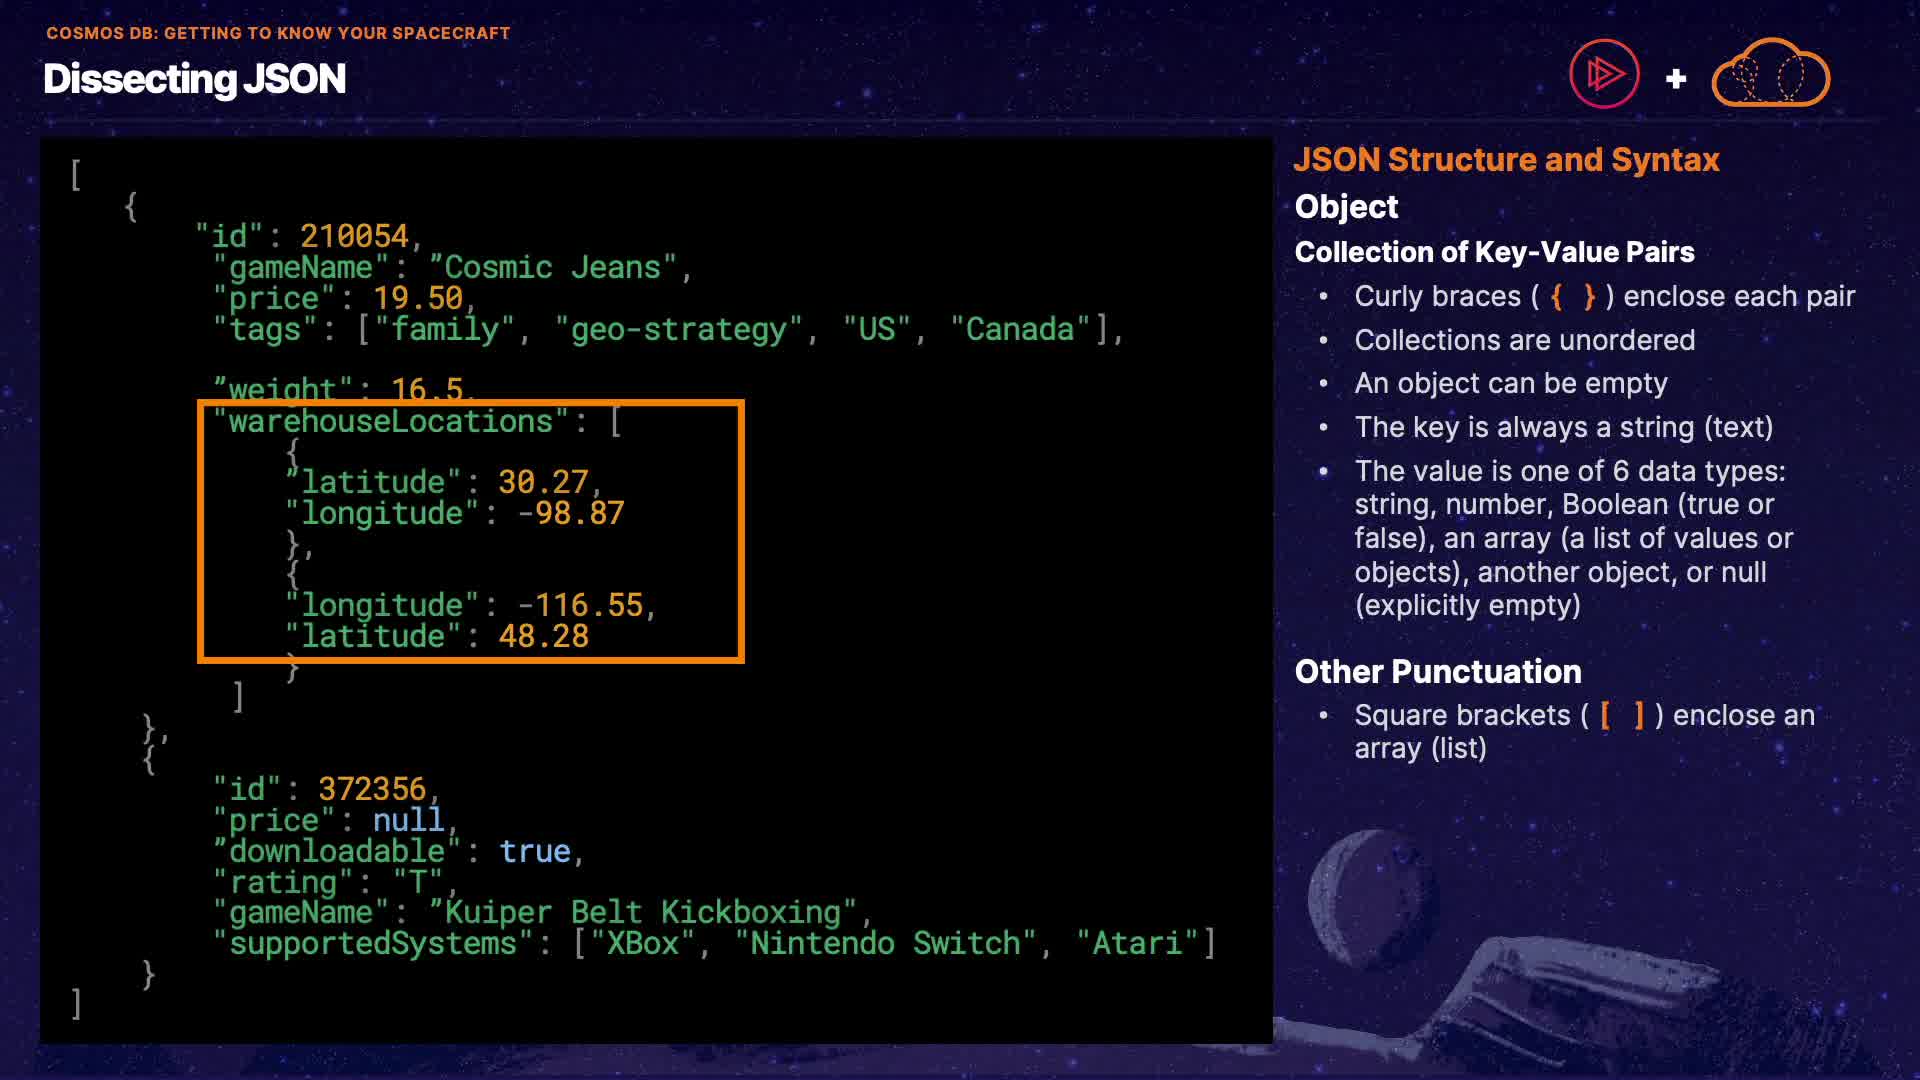 COSMOS DB: GETTING TO KNOW YOUR SPACECRAFT
Dissecting JSON
+
[
{
"id": 210054,
"gameName": ”Cosmic Jeans",
"price": 19.50,
"tags": ["family", "geo-strategy", "US", "Canada"],
”weight": 16.5,
"warehouseLocations": [
{
”latitude": 30.27,
"longitude": -98.87
},
{
"longitude": -116.55,
"latitude": 48.28
}
]
},
{
"id": 372356,
"price": null,
”downloadable": true,
"rating": "T",
"gameName": ”Kuiper Belt Kickboxing",
"supportedSystems": ["XBox", "Nintendo Switch", "Atari"]
}
]
JSON Structure and Syntax
Object
Collection of Key-Value Pairs
• Curly braces ( { } ) enclose each pair
• Collections are unordered
• An object can be empty
• The key is always a string (text)
• The value is one of 6 data types:
string, number, Boolean (true or
false), an array (a list of values or
objects), another object, or null
(explicitly empty)
Other Punctuation
• Square brackets ( [ ] ) enclose an
array (list)